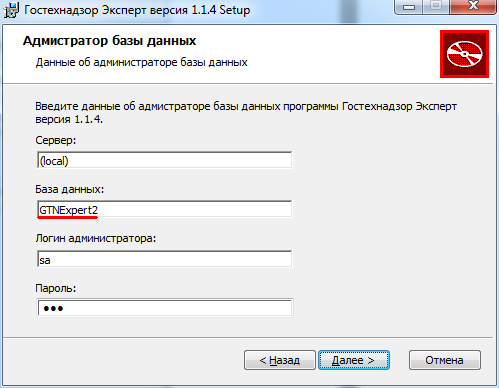 Гостехнадзор Эксперт версия 1.1.4 Setup
Адмистратор базы данных
Данные об администраторе базы данных
Введите данные об адмистраторе базы данных программы Гостехнадзор Эксперт
версия 1.1.4.
Сервер:
(local)
База данных:
GTNExpert2
Логин администратора:
sa
Пароль:
●●●
< Назад
Далее >
Отмена